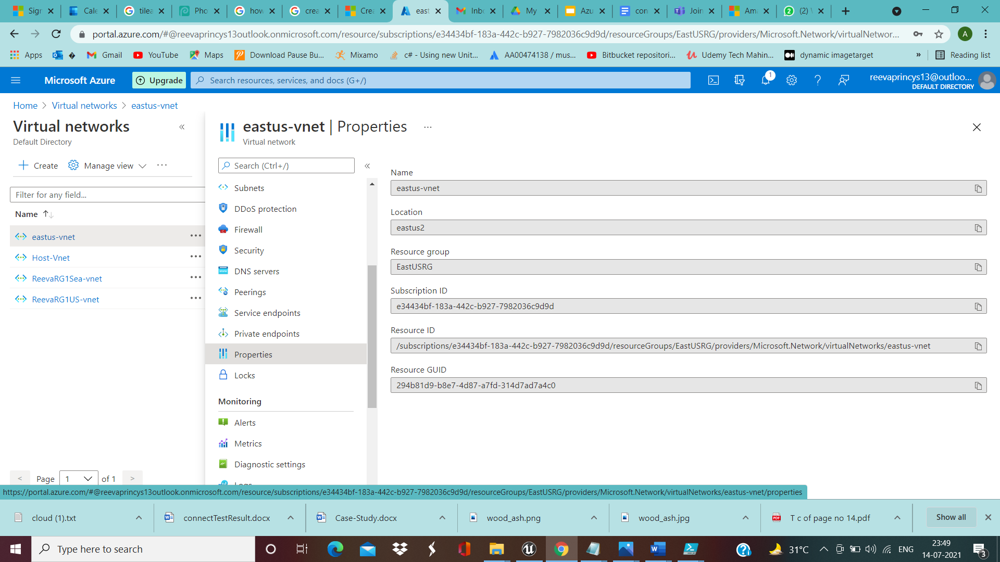 Sign
Cale
tilea
Pho
how
crea
Crea
east
Inbo
My
Azu
con
Join
Ama
(2)
portal.azure.com/#@reevaprincys13outlook.onmicrosoft.com/resource/subscriptions/e34434bf-183a-442c-b927-7982036c9d9d/resourceGroups/EastUSRG/providers/Microsoft.Network/virtualNetwor...
A
Apps
Gmail
YouTube
Maps
Download Pause Bu...
Mixamo
c# - Using new Unit...
AA00474138 / mus...
Bitbucket repositori...
Udemy Tech Mahin...
dynamic imagetarget
»
Reading list
Microsoft Azure
Upgrade
Search resources, services, and docs (G+/)
1
reevaprincys13@outloo...
DEFAULT DIRECTORY
Home > Virtual networks > eastus-vnet
Virtual networks
Default Directory
Create
Manage view
Filter for any field...
Name
eastus-vnet
Host-Vnet
ReevaRG1Sea-vnet
ReevaRG1US-vnet
< Page 1 of 1 >
eastus-vnet | Properties
Virtual network
Search (Ctrl+/)
Subnets
DDoS protection
Firewall
Security
DNS servers
Peerings
Service endpoints
Private endpoints
Properties
Locks
Monitoring
Alerts
Metrics
Diagnostic settings
Logs
Name
eastus-vnet
Location
eastus2
Resource group
EastUSRG
Subscription ID
e34434bf-183a-442c-b927-7982036c9d9d
Resource ID
/subscriptions/e34434bf-183a-442c-b927-7982036c9d9d/resourceGroups/EastUSRG/providers/Microsoft.Network/virtualNetworks/eastus-vnet
Resource GUID
294b81d9-b8e7-4d87-a7fd-314d7ad7a4c0
https://portal.azure.com/#@reevaprincys13outlook.onmicrosoft.com/resource/subscriptions/e34434bf-183a-442c-b927-7982036c9d9d/resourceGroups/EastUSRG/providers/Microsoft.Network/virtualNetworks/eastus-vnet/properties
cloud (1).txt
connectTestResult.docx
Case-Study.docx
wood_ash.png
wood_ash.jpg
T c of page no 14.pdf
Show all
Type here to search
31°C
ENG
23:49
14-07-2021
3